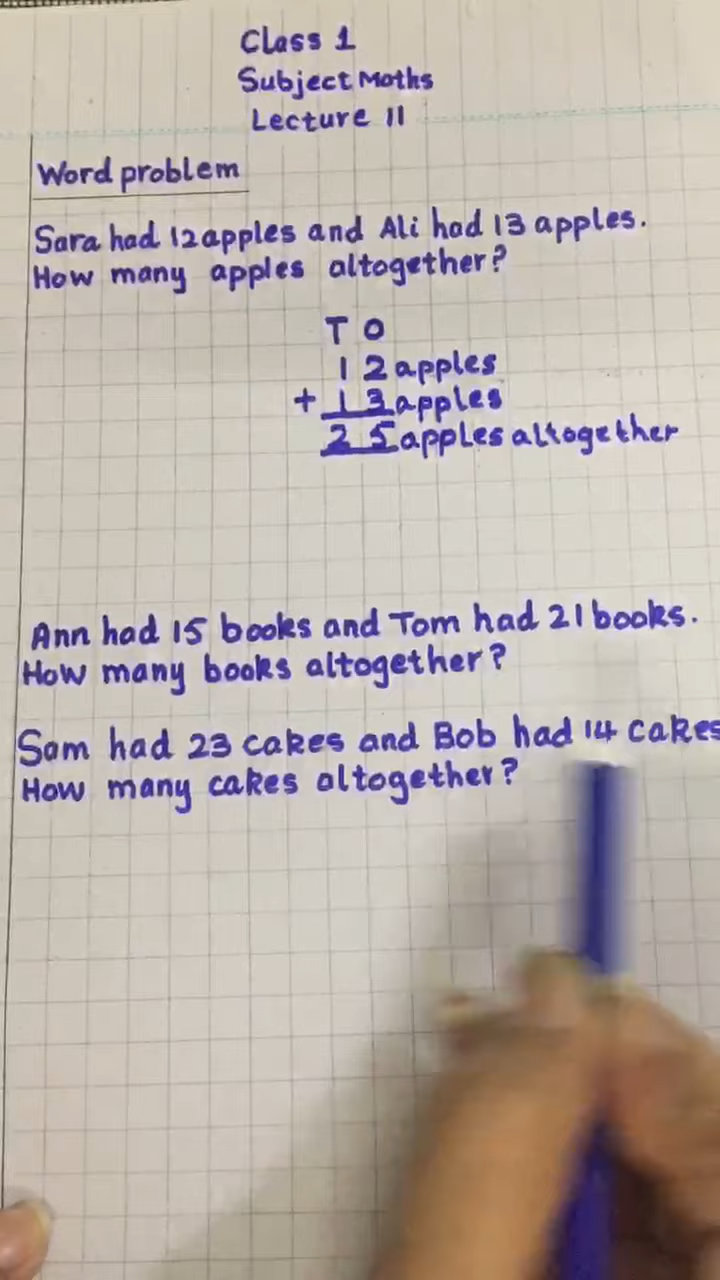 Class 1
Subject Maths
Lecture 11
Word problem
Sara had 12 apples and Ali had 13 apples.
How many apples altogether?
T O
1 2 apples
+ 1 3 apples
2 5 apples altogether
Ann had 15 books and Tom had 21 books.
How many books altogether?
Sam had 23 cakes and Bob had 14 cakes
How many cakes altogether?